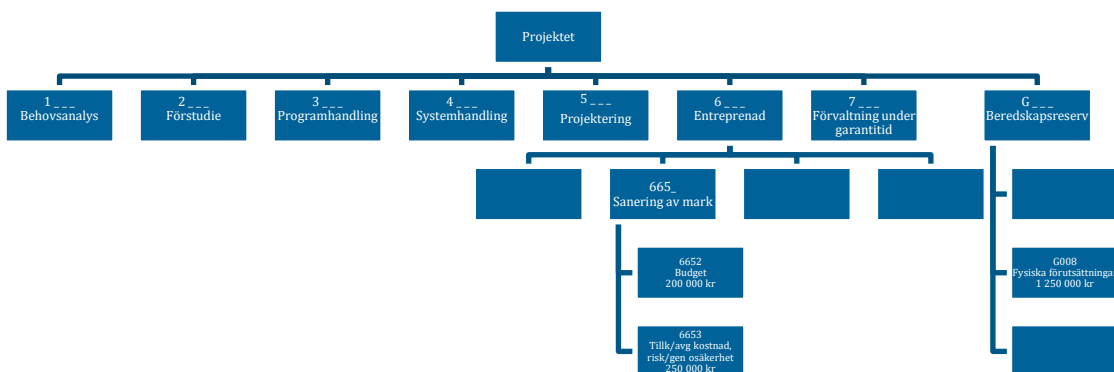 Projektet
1 _ _ _
Behovsanalys
2 _ _ _
Förstudie
3 _ _ _
Programhandling
4 _ _ _
Systemhandling
5 _ _ _
Projektering
6 _ _ _
Entreprenad
7 _ _ _
Förvaltning under
garantitid
G _ _ _
Beredskapsreserv
665_
Sanering av mark
6652
Budget
200 000 kr
G008
Fysiska förutsättningar
1 250 000 kr
6653
Tillk/avg kostnad,
risk/gen osäkerhet
250 000 kr